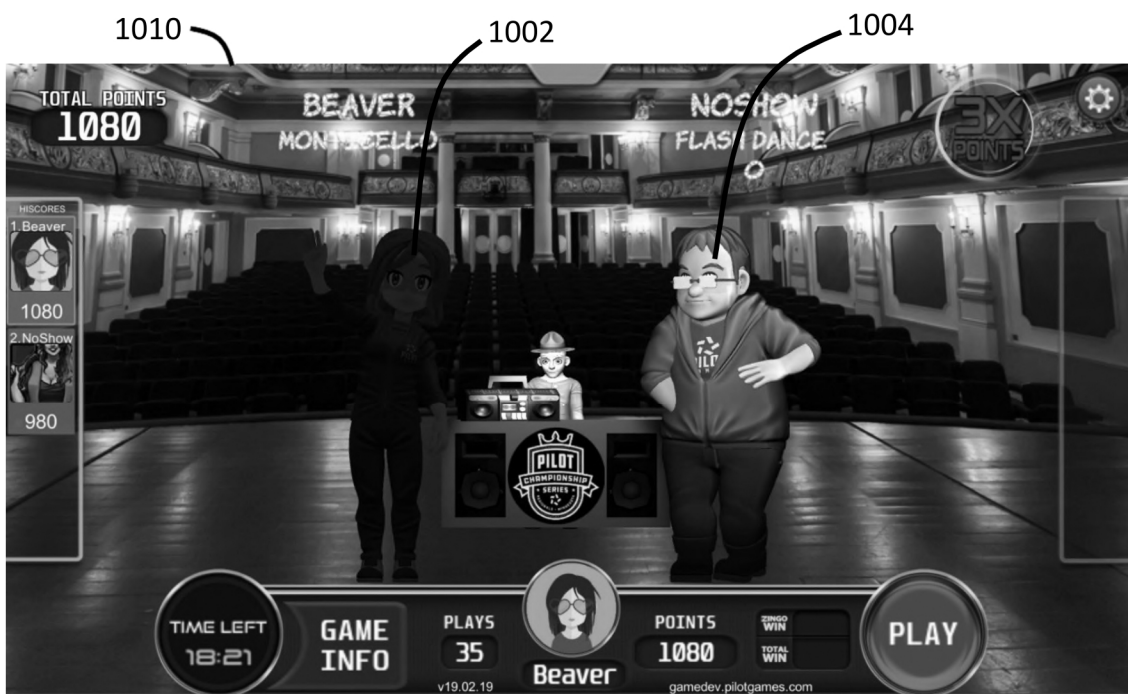 1010
1002
1004
TOTAL POINTS
1080
BEAVER
MONTICELLO
NOSHOW
FLASH DANCE
3X
POINTS
HISCORES
1.Beaver
1080
2.NoShow
980
PILOT
PILOT
CHAMPIONSHIP
SERIES
TIME LEFT
18:21
GAME
INFO
PLAYS
35
v19.02.19
Beaver
POINTS
1080
gamedev.pilotgames.com
ZINGO
WIN
TOTAL
WIN
PLAY